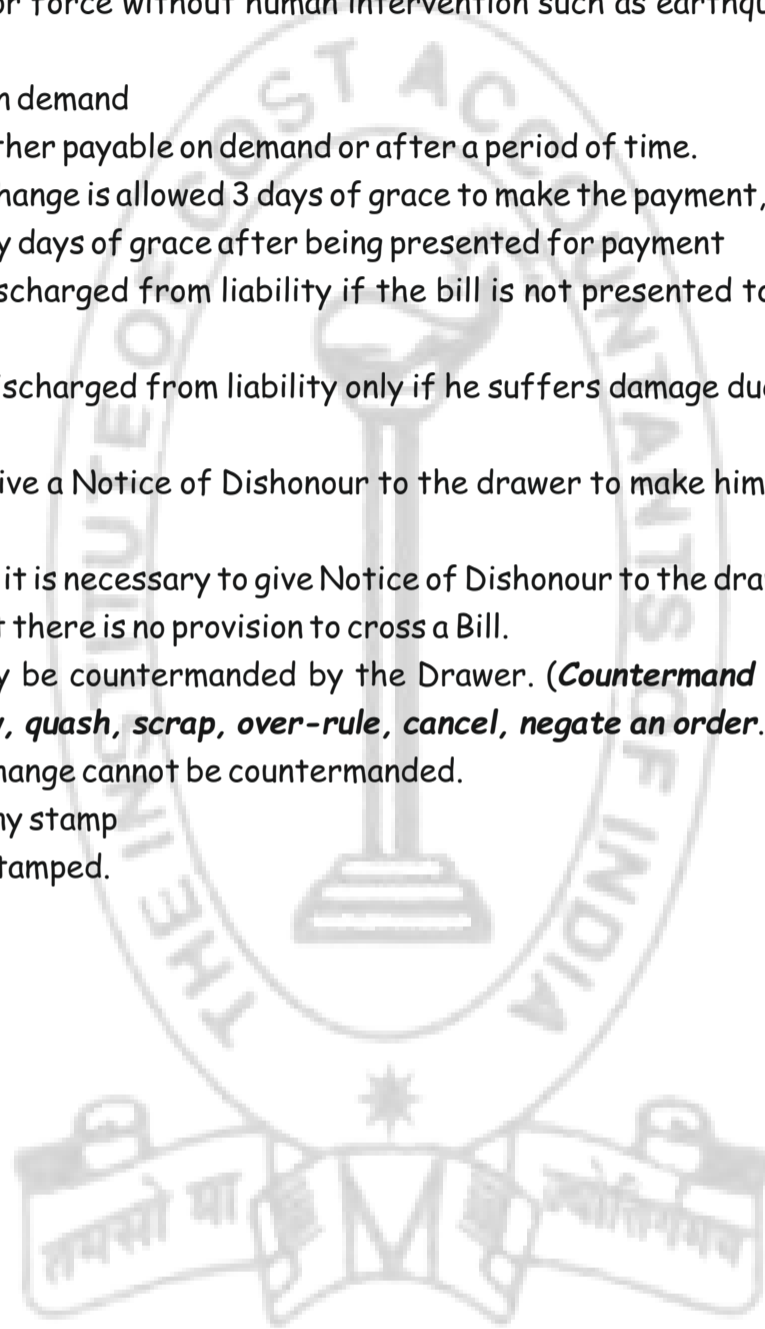 or force without human intervention such as earthqu
n demand
ther payable on demand or after a period of time.
hange is allowed 3 days of grace to make the payment,
y days of grace after being presented for payment
scharged from liability if the bill is not presented to
scharged from liability only if he suffers damage du
ive a Notice of Dishonour to the drawer to make him
it is necessary to give Notice of Dishonour to the dra
there is no provision to cross a Bill.
y be countermanded by the Drawer. (Countermand
, quash, scrap, over-rule, cancel, negate an order.
hange cannot be countermanded.
ny stamp
tamped.
THE INSTITUTE OF COST ACCOUNTANTS OF INDIA
तमसो मा ज्योतिर्गमय